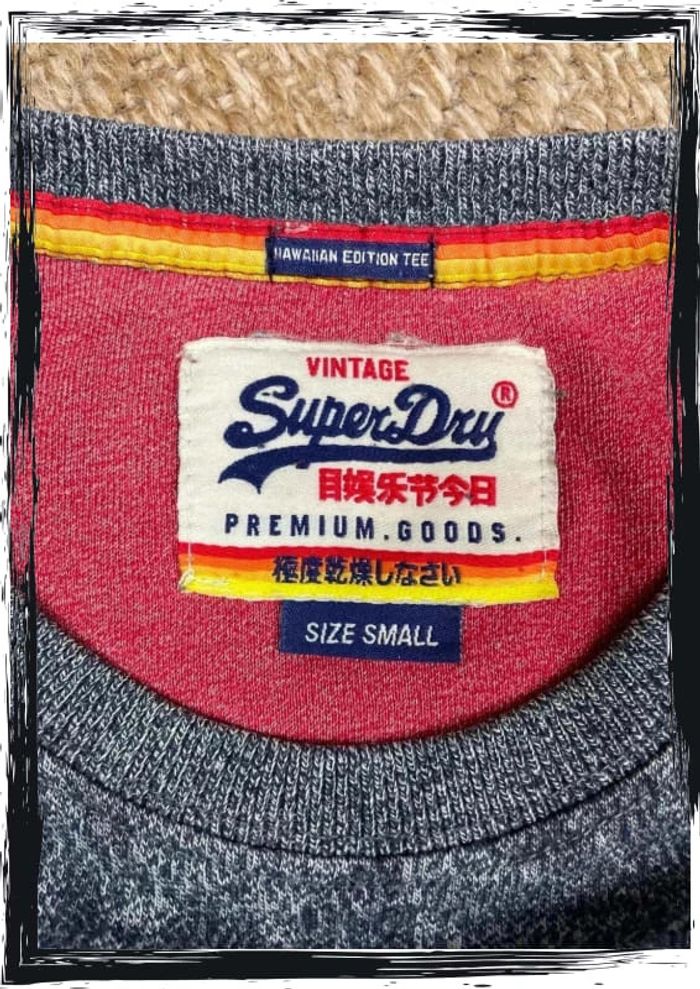 HAWAIIAN EDITION TEE
VINTAGE
SuperDry®
目娱乐节今日
PREMIUM.GOODS.
極度乾燥しなさい
SIZE SMALL